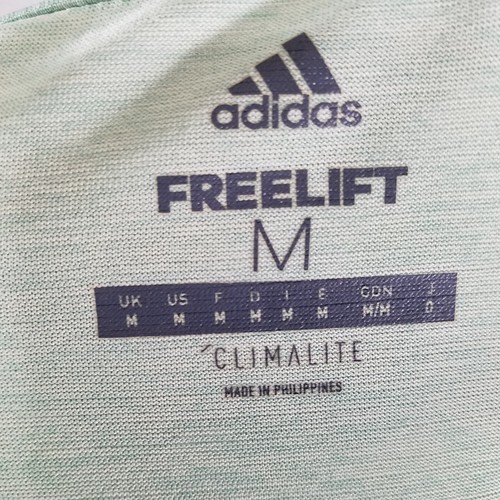 adidas
FREELIFT
M
UK US F D I E CDN J
M M M M M M M/M O
CLIMALITE
MADE IN PHILIPPINES